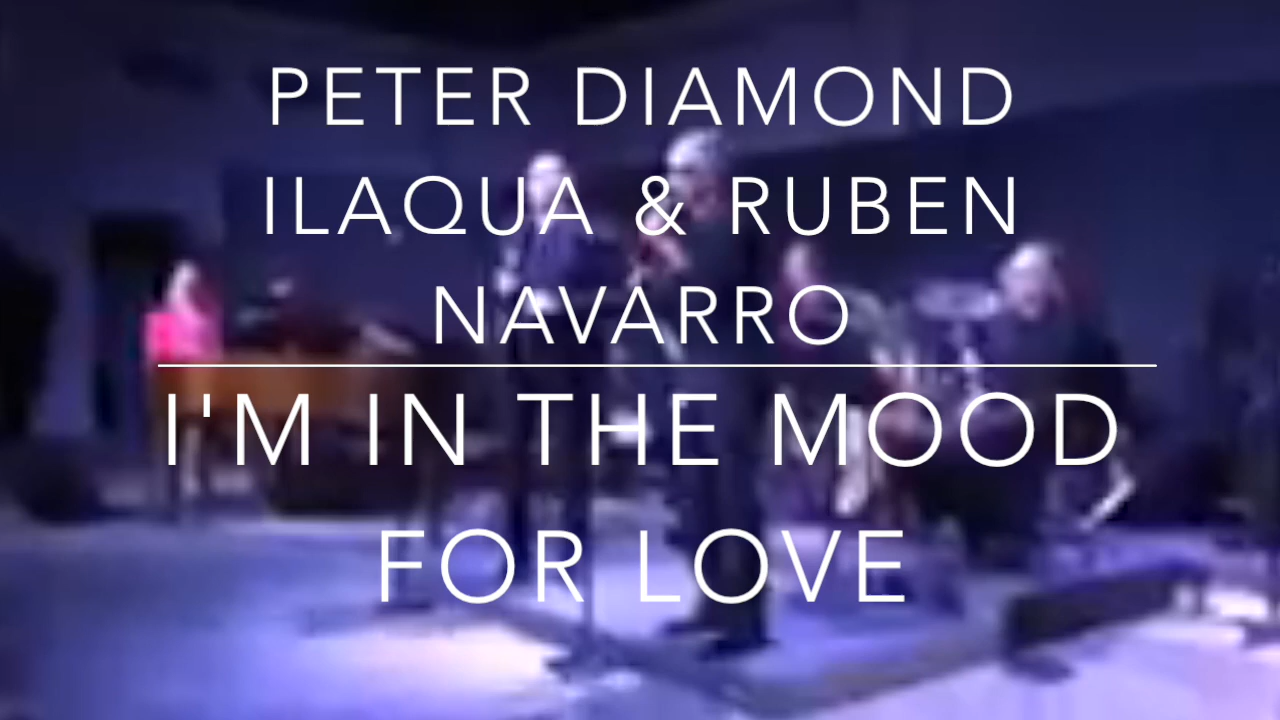 PETER DIAMOND
ILAQUA & RUBEN
NAVARRO
I'M IN THE MOOD
FOR LOVE